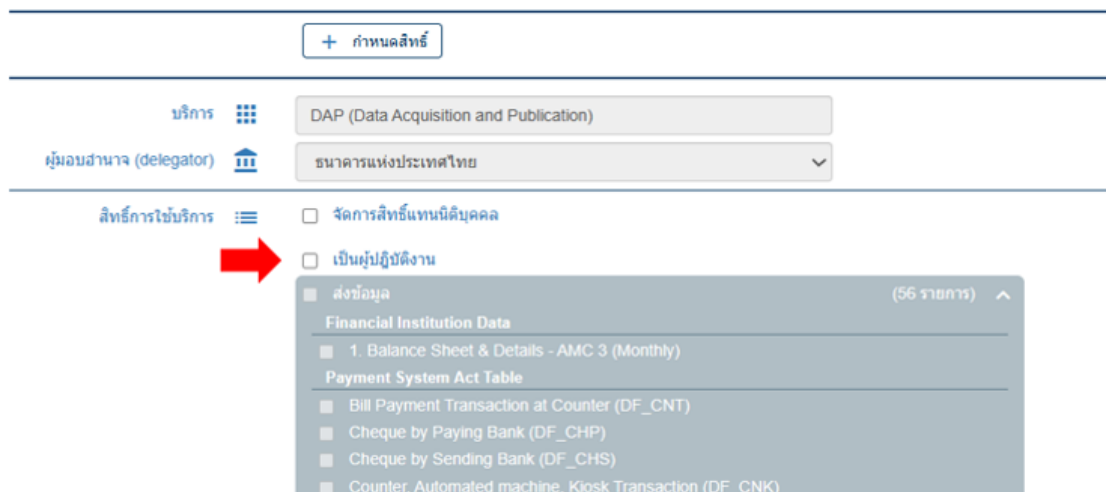 + กำหนดสิทธิ์
บริการ DAP (Data Acquisition and Publication)
ผู้มอบอำนาจ (delegator) ธนาคารแห่งประเทศไทย
สิทธิ์การใช้บริการ จัดการสิทธิ์แทนนิติบุคคล
เป็นผู้ปฏิบัติงาน
ส่งข้อมูล (56 รายการ)
Financial Institution Data
1. Balance Sheet & Details - AMC 3 (Monthly)
Payment System Act Table
Bill Payment Transaction at Counter (DF_CNT)
Cheque by Paying Bank (DF_CHP)
Cheque by Sending Bank (DF_CHS)
Counter, Automated machine, Kiosk Transaction (DF_CNK)